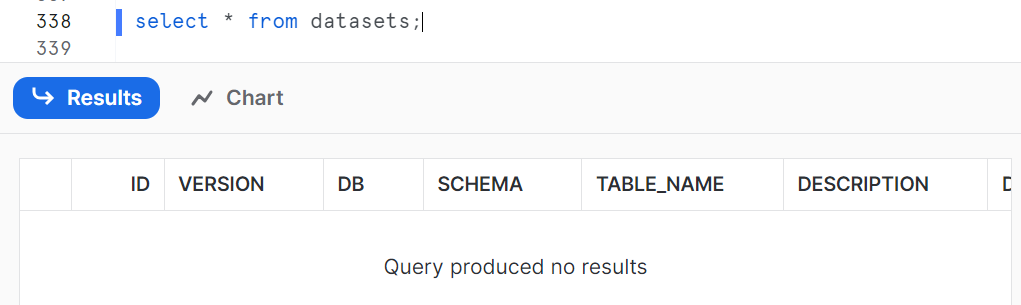 338 select * from datasets;
339
Results Chart
ID VERSION DB SCHEMA TABLE_NAME DESCRIPTION
Query produced no results